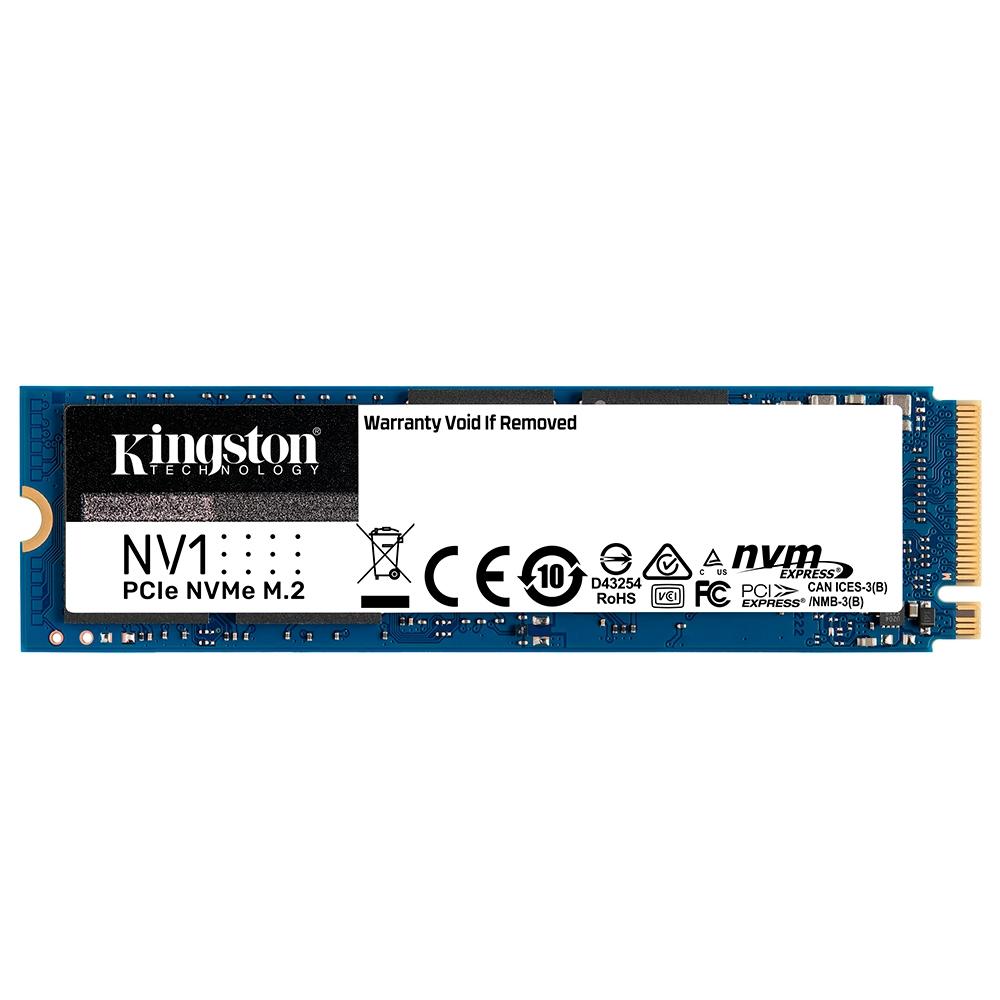 Kingston®
TECHNOLOGY
Warranty Void If Removed
NV1
PCIe NVMe M.2
CE
10
D43254
RoHS
VCI
C US
FC
nvm
EXPRESS®
PCI
EXPRESS®
CAN ICES-3(B)
/NMB-3(B)